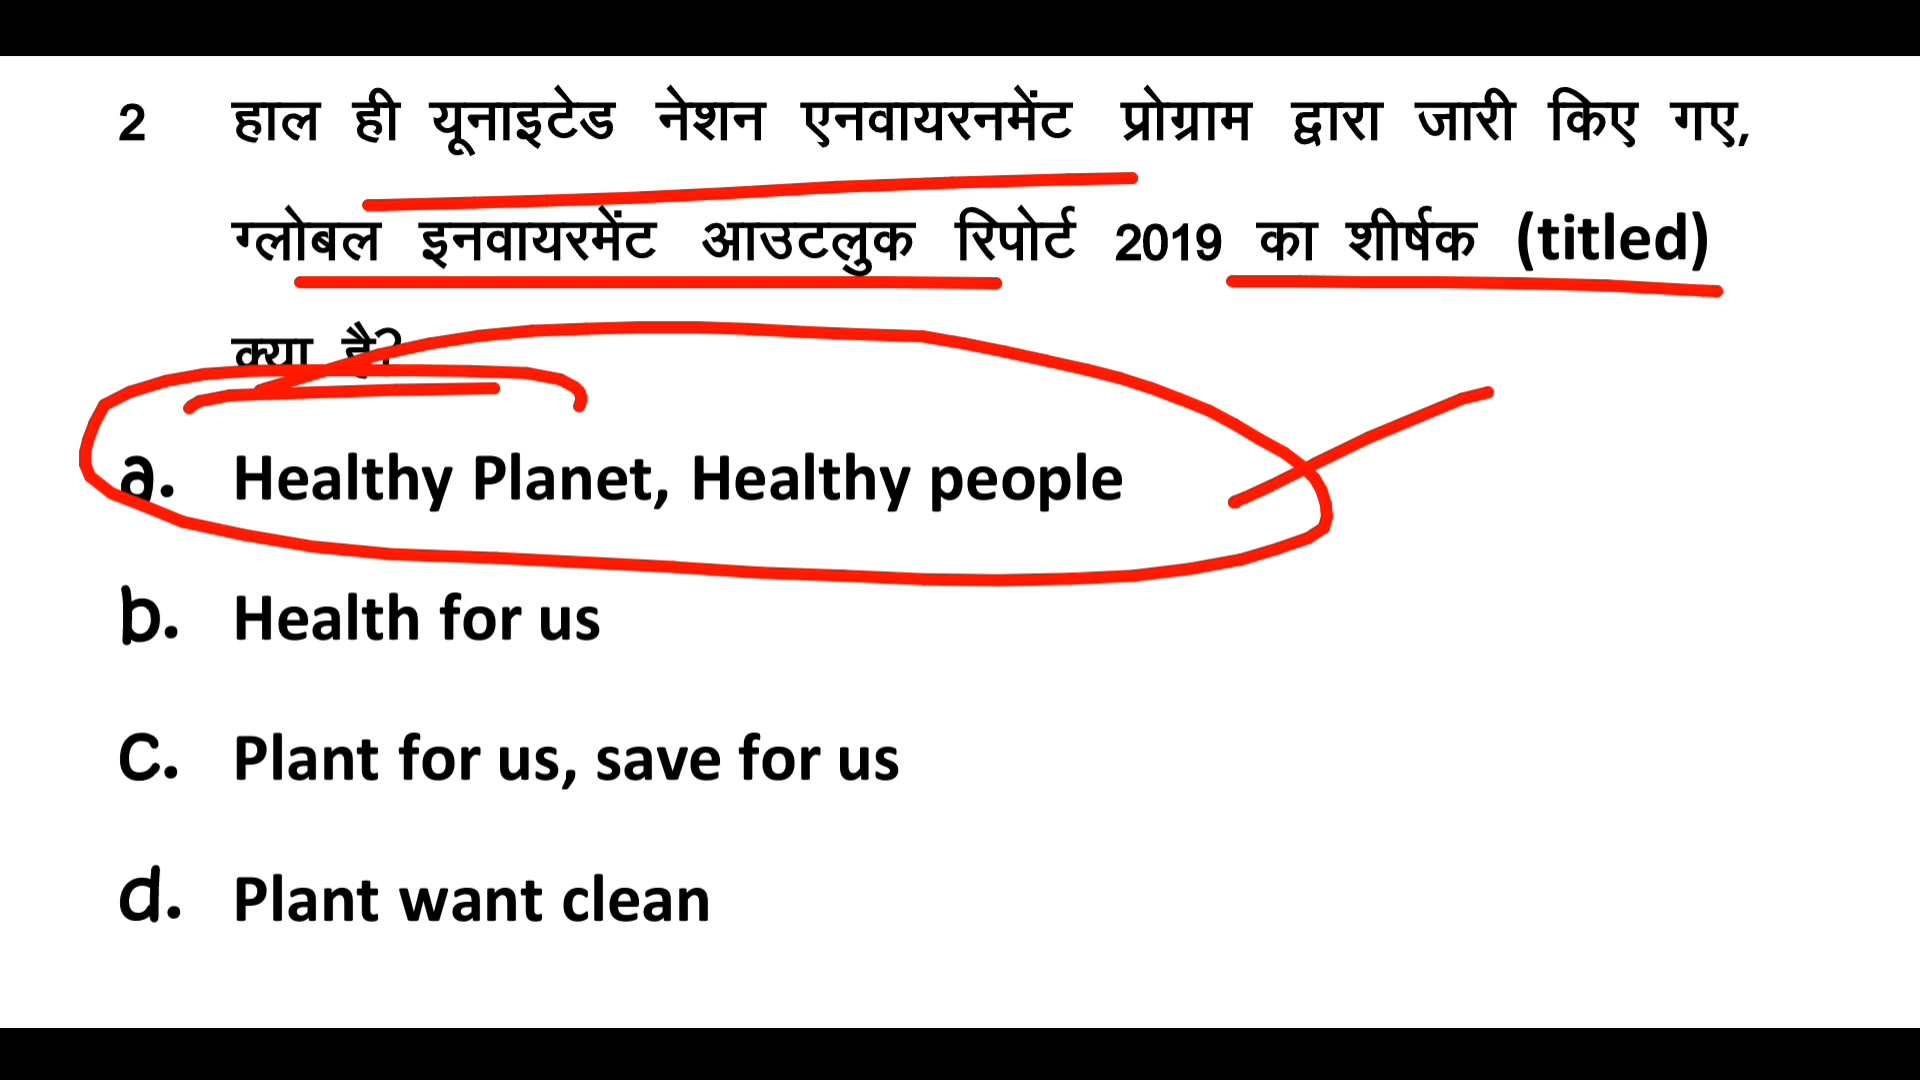 2 हाल ही यूनाइटेड नेशन एनवायरनमेंट प्रोग्राम द्वारा जारी किए गए,
ग्लोबल इनवायरमेंट आउटलुक रिपोर्ट 2019 का शीर्षक (titled)
क्या है?
a. Healthy Planet, Healthy people
b. Health for us
c. Plant for us, save for us
d. Plant want clean